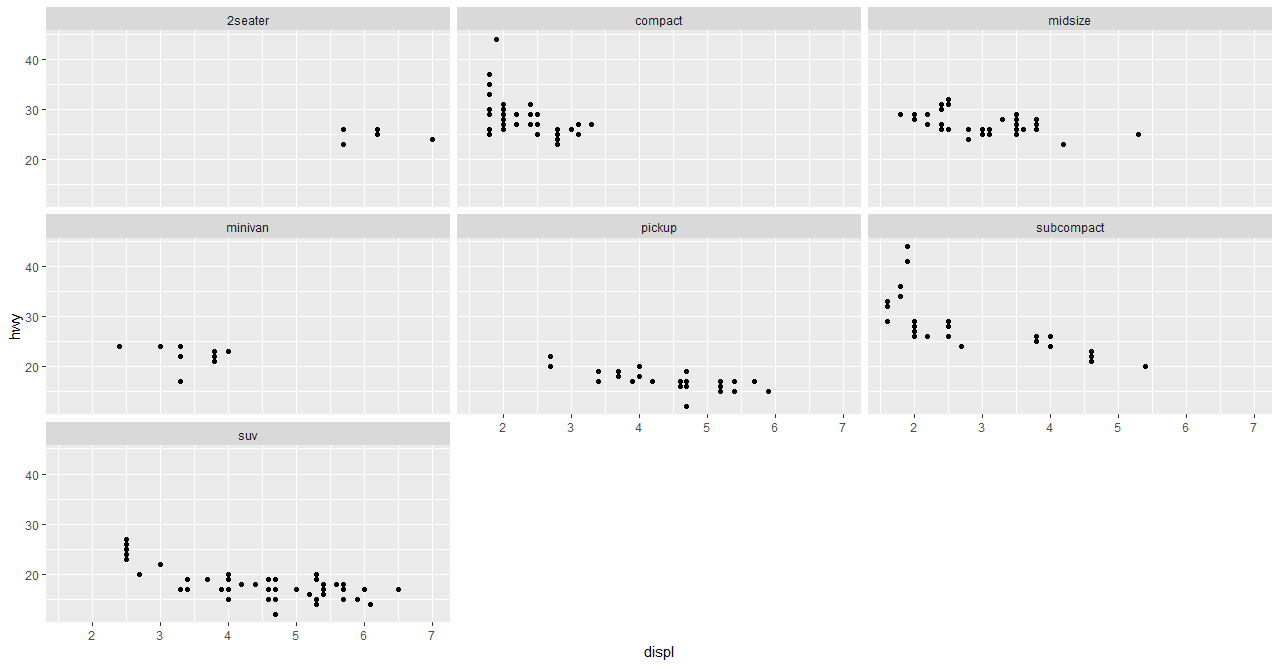 2seater compact midsize
40
30
20
minivan pickup subcompact
40
30
20
hwy
2 3 4 5 6 7 2 3 4 5 6 7
suv
40
30
20
2 3 4 5 6 7
displ